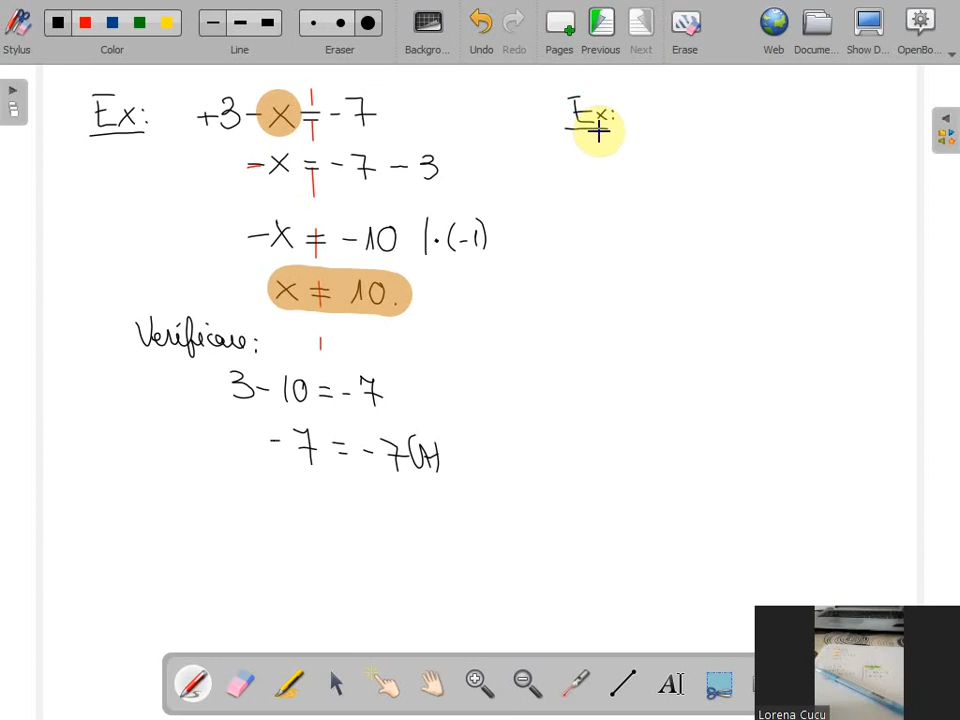 Stylus
Color
Line
Eraser
Backgro...
Undo
Redo
Pages
Previous
Next
Erase
Web
Docume...
Show D...
OpenBo...
Ex: +3 - x = -7
-x = -7 - 3
-x = -10 |·(-1)
x = 10.
Verificare:
3 - 10 = -7
-7 = -7 (A)
Ex:
Lorena Cucu